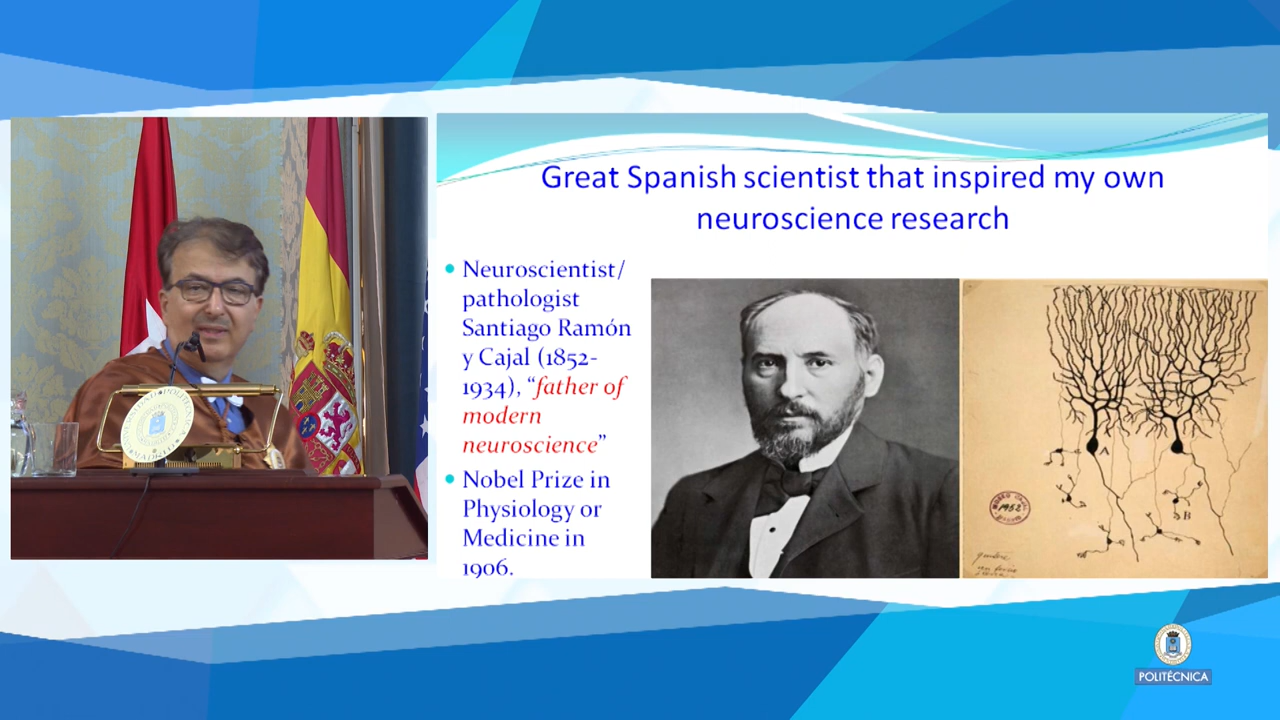 Great Spanish scientist that inspired my own
neuroscience research
Neuroscientist/
pathologist
Santiago Ramón
y Cajal (1852-
1934), “father of
modern
neuroscience”
Nobel Prize in
Physiology or
Medicine in
1906.
A
B
1952
POLITÉCNICA